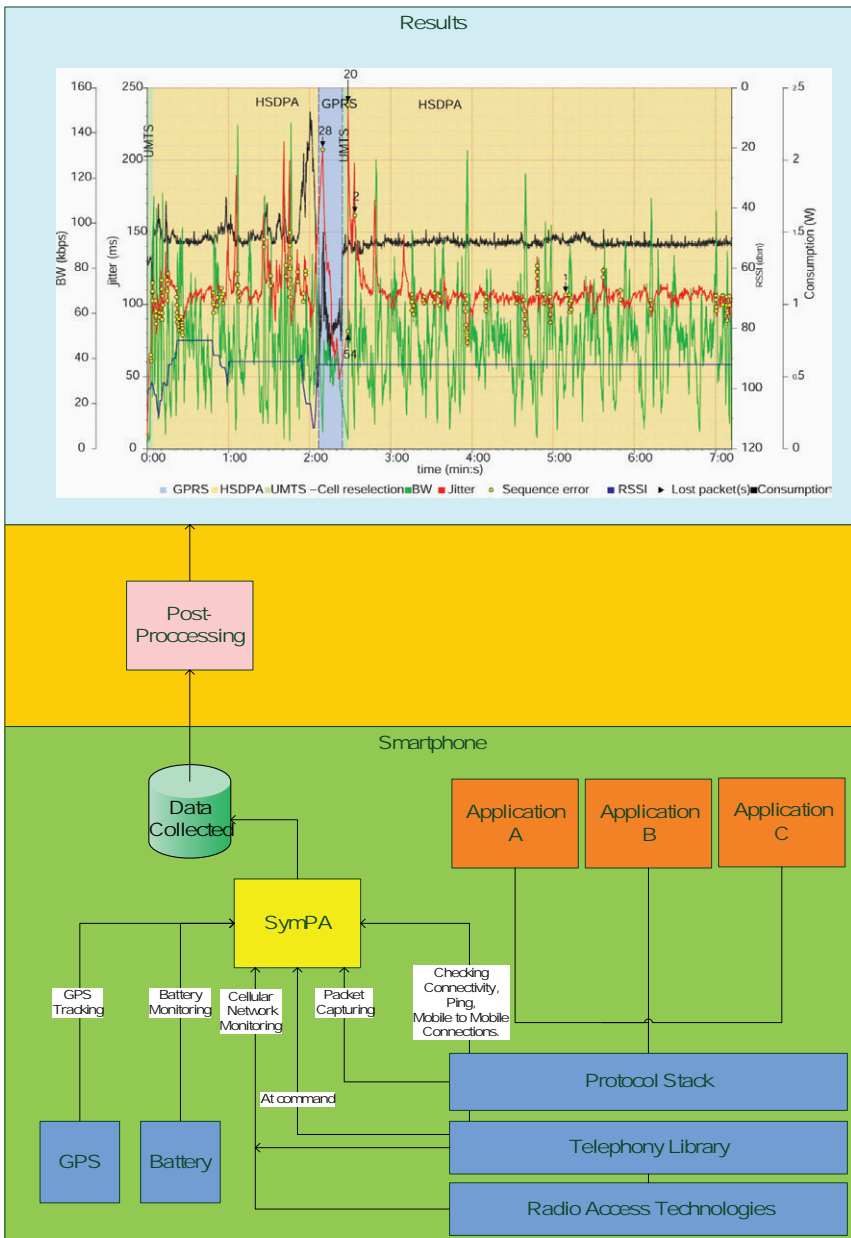 Results
20
160
250
0
2.5
HSDPA
GPRS
HSDPA
UMTS
UMTS
28
140
200
20
2
120
2
100
150
40
1.5
BW (kbps)
jitter (ms)
80
RSSI (dBm)
Consumption (W)
60
1
60
100
1
80
40
54
50
100
0.5
20
0
0
120
0
0:00
1:00
2:00
3:00
4:00
5:00
6:00
7:00
time (min:s)
GPRS HSDPA UMTS –Cell reselection BW Jitter Sequence error RSSI Lost packet(s) Consumption
Post-
Proccessing
Smartphone
Data
Collected
Application
A
Application
B
Application
C
SymPA
GPS
Tracking
Battery
Monitoring
Cellular
Network
Monitoring
Packet
Capturing
Checking
Connectivity,
Ping,
Mobile to Mobile
Connections.
At command
Protocol Stack
GPS
Battery
Telephony Library
Radio Access Technologies